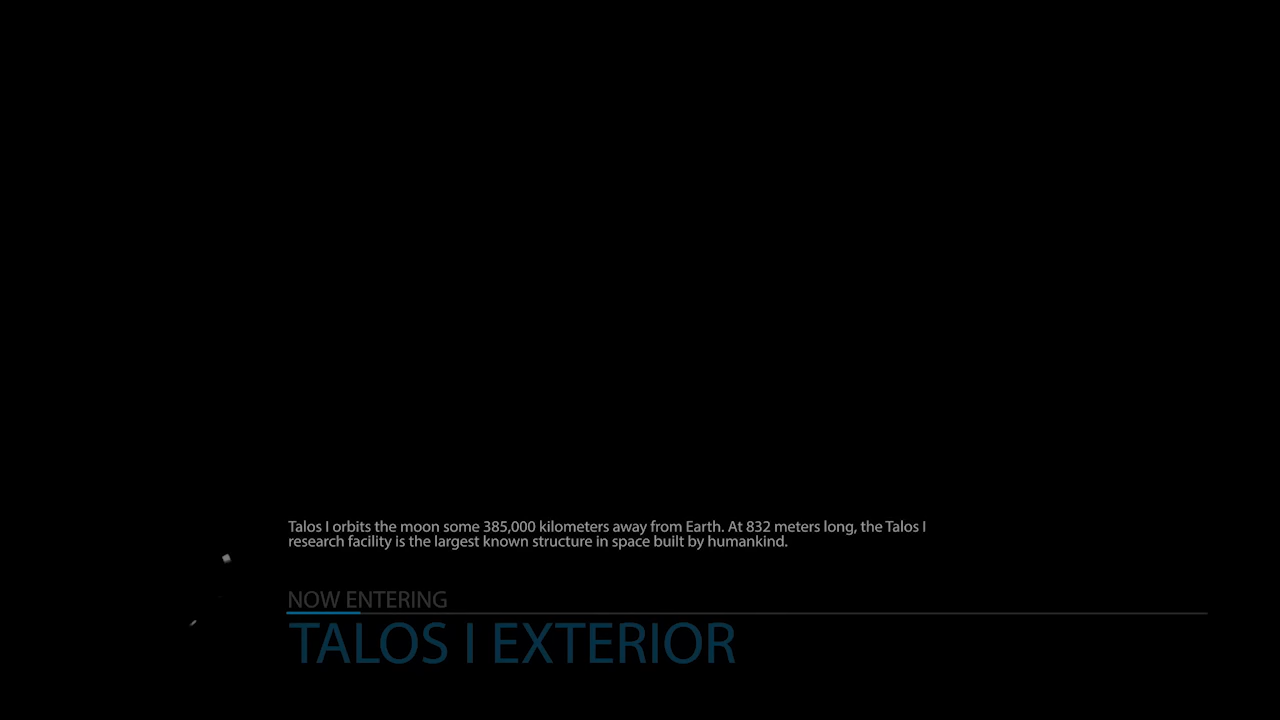 Talos I orbits the moon some 385,000 kilometers away from Earth. At 832 meters long, the Talos I
research facility is the largest known structure in space built by humankind.
NOW ENTERING
TALOS I EXTERIOR